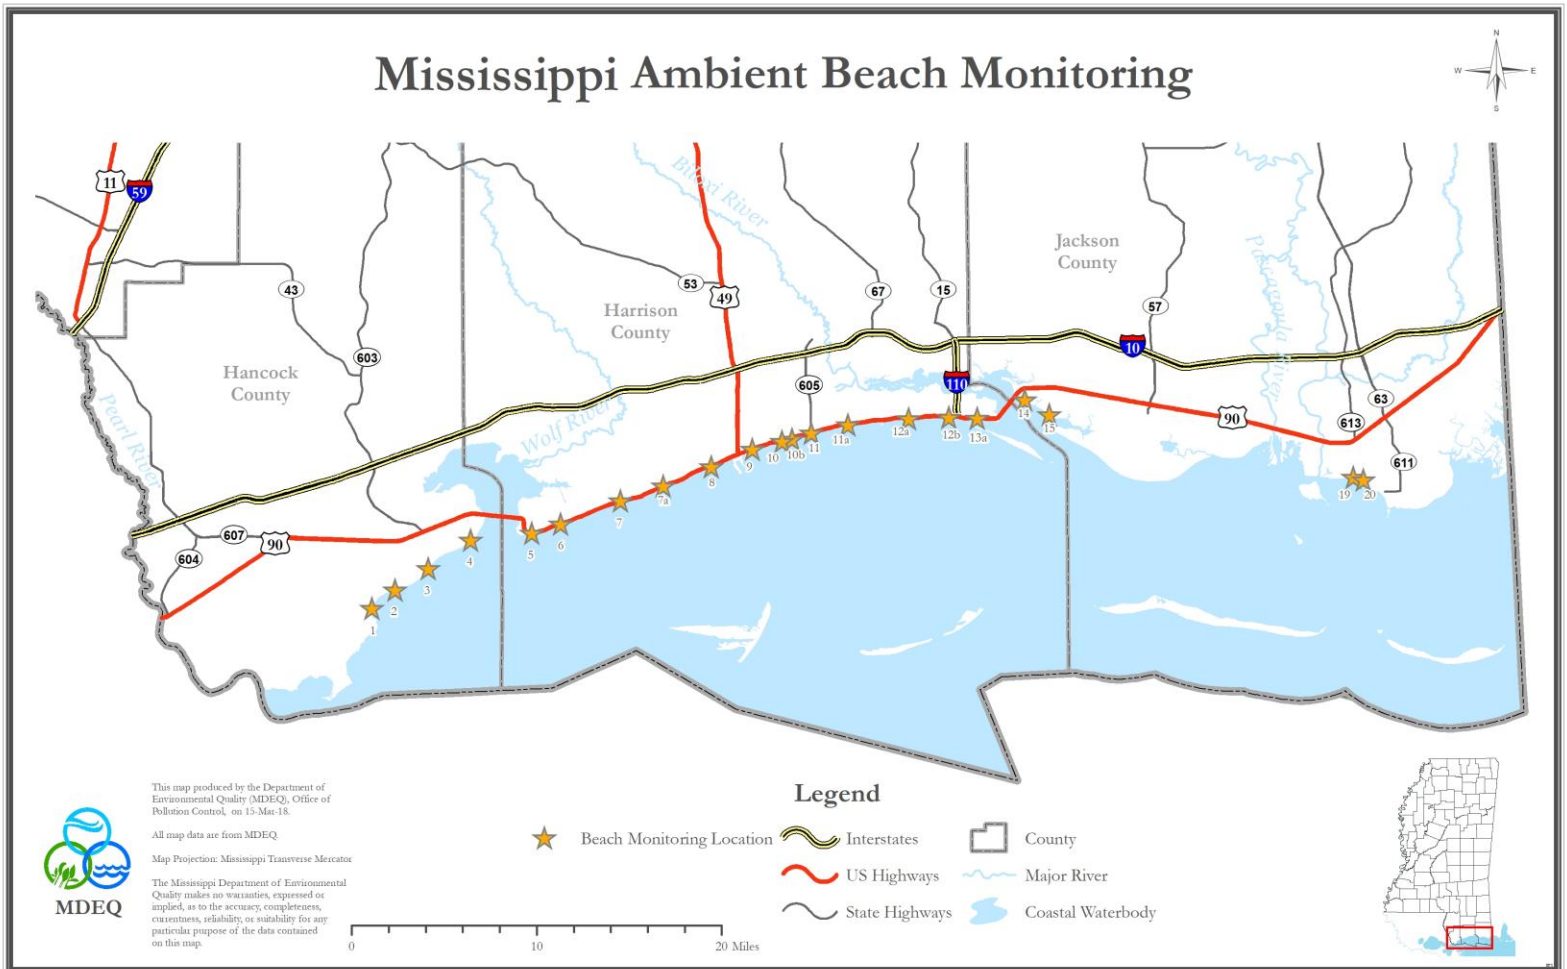 Mississippi Ambient Beach Monitoring
N
W
E
S
11
59
Biloxi River
Jackson
County
43
53
49
67
15
57
Harrison
County
Pascagoula River
603
10
Hancock
County
605
110
63
Pearl River
Wolf River
90
613
611
14
15
12a
12b
13a
11a
11
10b
10
9
8
7a
7
6
5
4
3
2
1
19
20
607
90
604
This map produced by the Department of
Environmental Quality (MDEQ), Office of
Pollution Control, on 15-Mar-18.
All map data are from MDEQ.
Map Projection: Mississippi Transverse Mercator
The Mississippi Department of Environmental
Quality makes no warranties, expressed or
implied, as to the accuracy, completeness,
currentness, reliability, or suitability for any
particular purpose of the data contained
on this map.
MDEQ
0
10
20 Miles
Legend
Beach Monitoring Location
Interstates
County
US Highways
Major River
State Highways
Coastal Waterbody